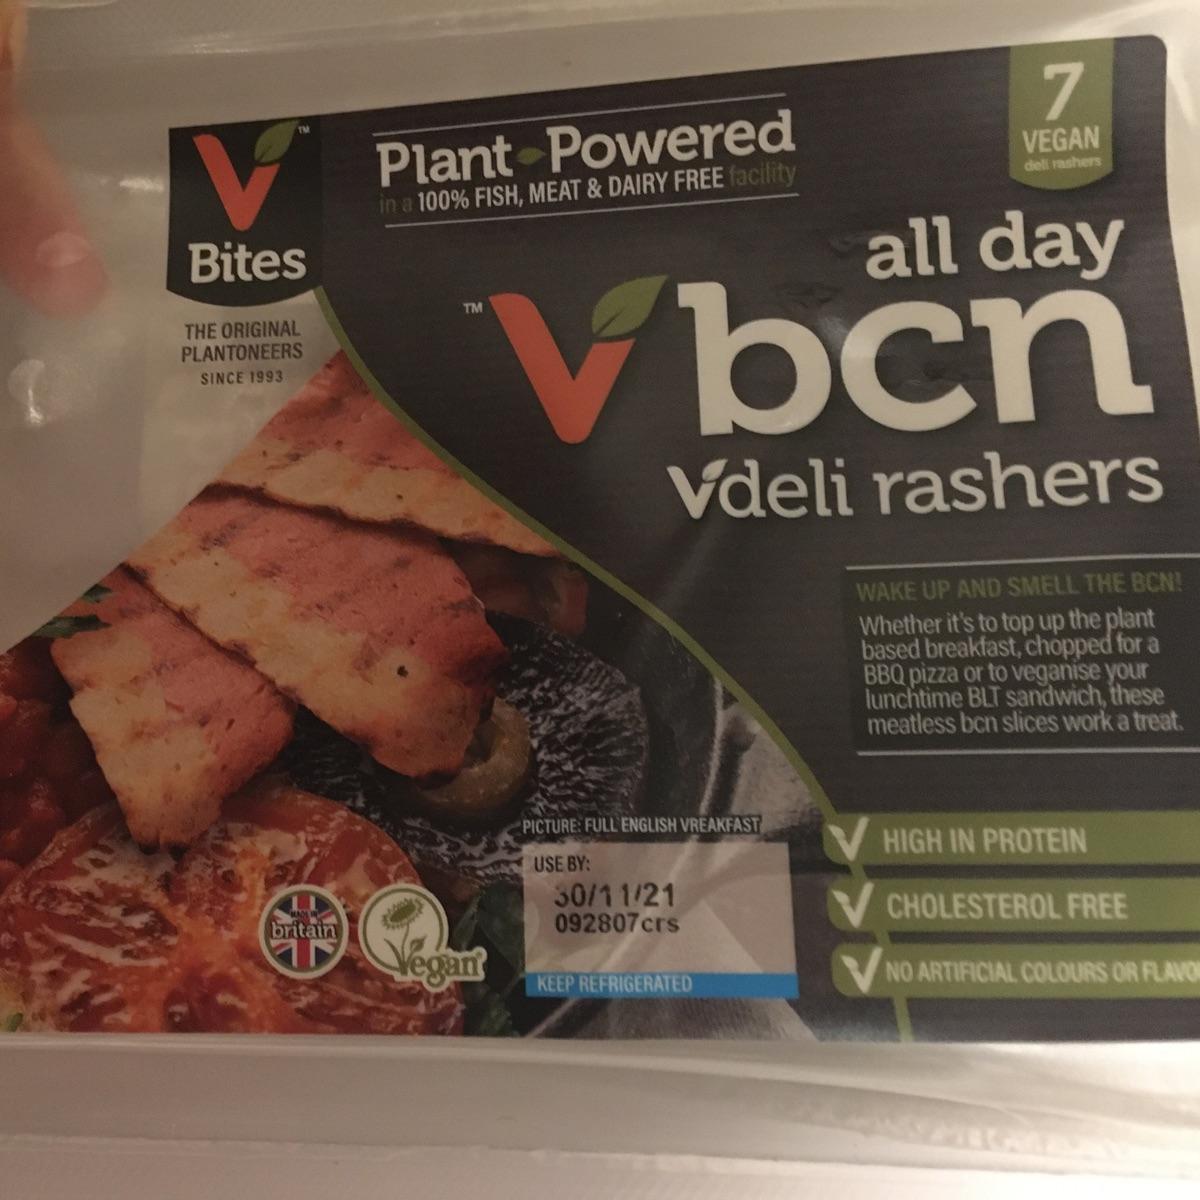 V™
Bites
THE ORIGINAL
PLANTONEERS
SINCE 1993
Plant-Powered
in a 100% FISH, MEAT & DAIRY FREE facility
7
VEGAN
deli rashers
all day
™ V bcn
vdeli rashers
WAKE UP AND SMELL THE BCN!
Whether it's to top up the plant
based breakfast, chopped for a
BBQ pizza or to veganise your
lunchtime BLT sandwich, these
meatless bcn slices work a treat.
HIGH IN PROTEIN
CHOLESTEROL FREE
NO ARTIFICIAL COLOURS OR
PICTURE: FULL ENGLISH VREAKFAST
USE BY:
30/11/21
092807crs
KEEP REFRIGERATED
MADE IN
britain
Vegan